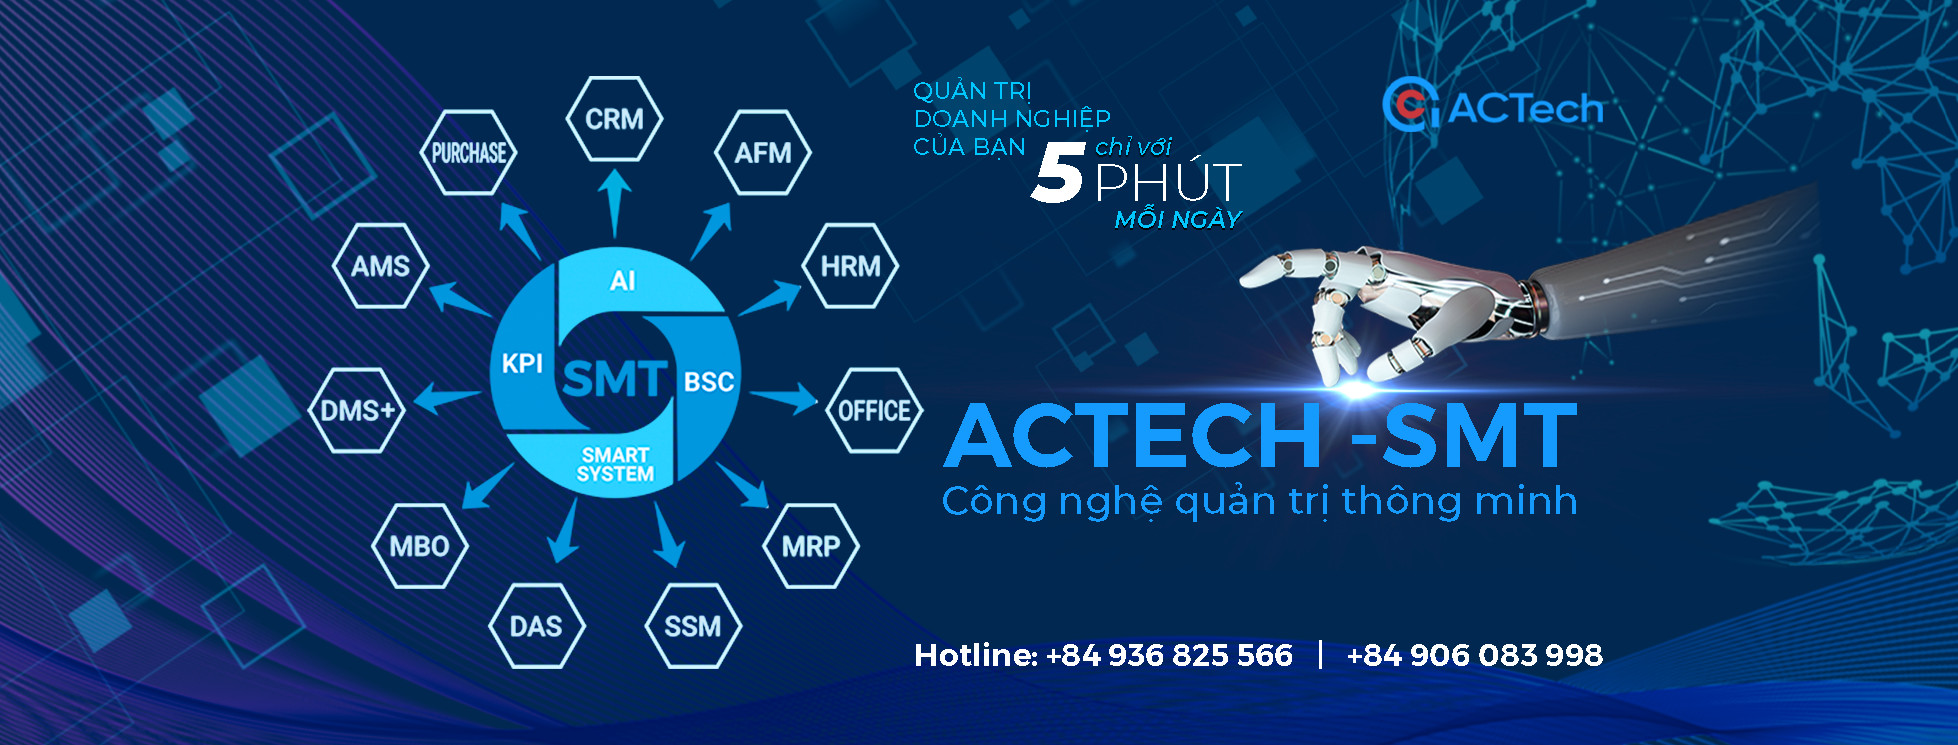 CRM
PURCHASE
AFM
AMS
HRM
AI
KPI
SMT
BSC
DMS+
OFFICE
SMART
SYSTEM
MBO
MRP
DAS
SSM
QUẢN TRỊ
DOANH NGHIỆP
CỦA BẠN
chỉ với
5 PHÚT
MỖI NGÀY
ACTech
ACTECH -SMT
Công nghệ quản trị thông minh
Hotline: +84 936 825 566 | +84 906 083 998